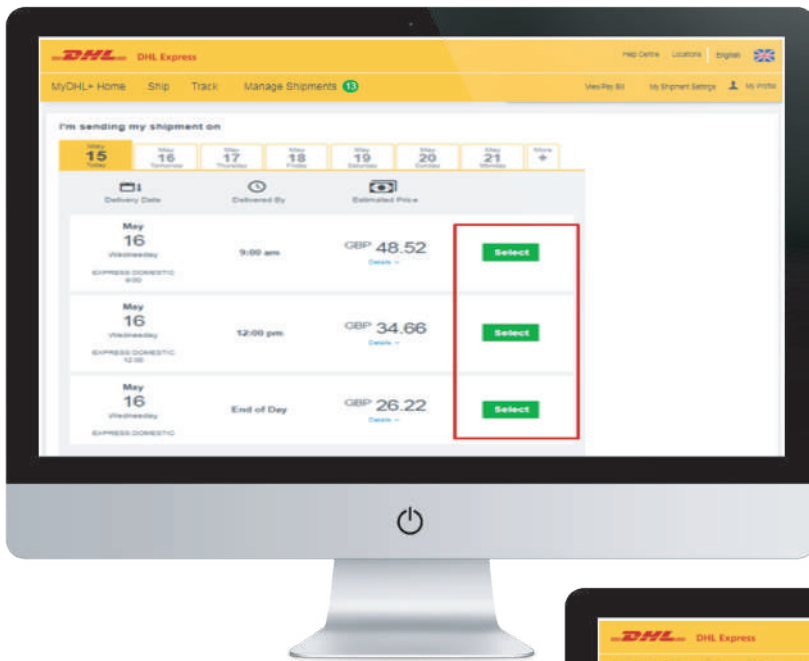 DHL DHL Express
Help Centre Locations English
MyDHL+ Home Ship Track Manage Shipments 13
View/Pay Bill My Shipment Settings My Profile
I'm sending my shipment on
May May May May May May May More
15 16 17 18 19 20 21 +
Today Tomorrow Thursday Friday Saturday Sunday Monday
Delivery Date Delivered By Estimated Price
May
16
Wednesday
EXPRESS DOMESTIC
9:00
9:00 am
GBP 48.52
Details
Select
May
16
Wednesday
EXPRESS DOMESTIC
12:00
12:00 pm
GBP 34.66
Details
Select
May
16
Wednesday
EXPRESS DOMESTIC
End of Day
GBP 26.22
Details
Select
DHL DHL Express